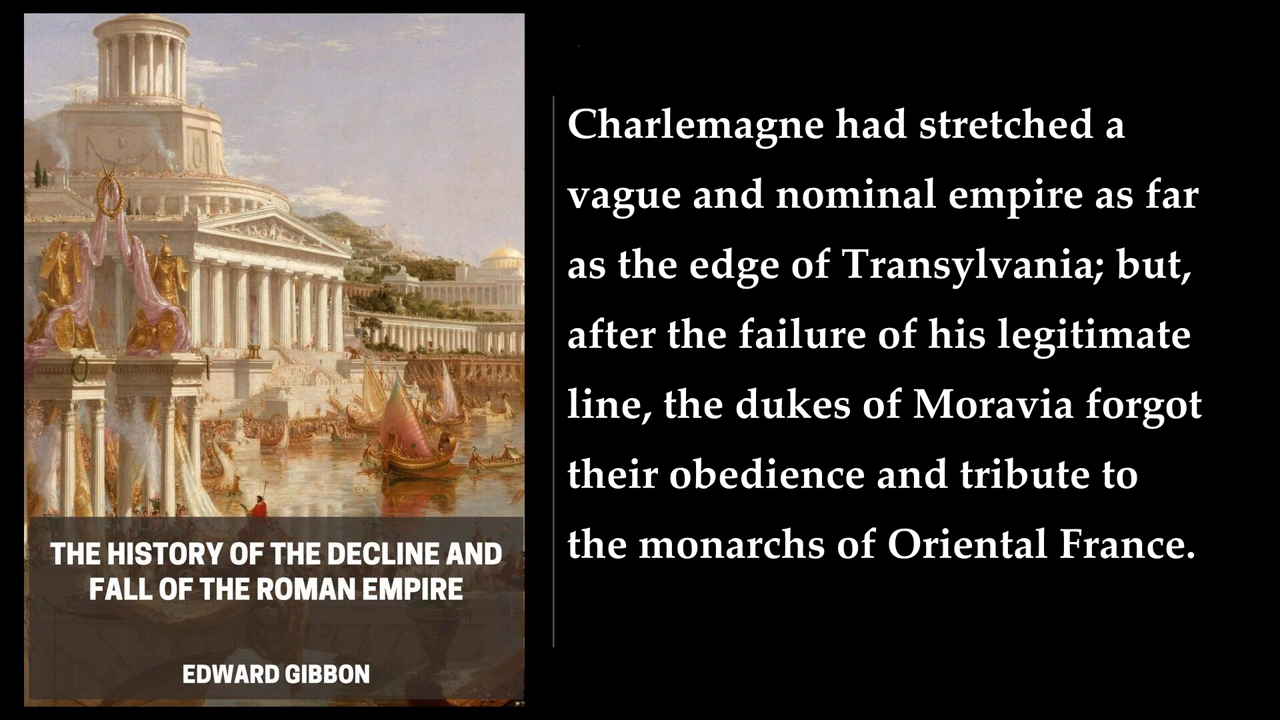 THE HISTORY OF THE DECLINE AND
FALL OF THE ROMAN EMPIRE
EDWARD GIBBON
Charlemagne had stretched a
vague and nominal empire as far
as the edge of Transylvania; but,
after the failure of his legitimate
line, the dukes of Moravia forgot
their obedience and tribute to
the monarchs of Oriental France.